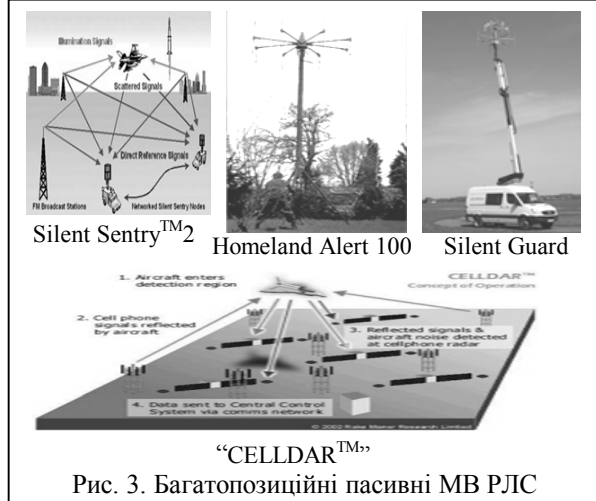 Illumination Signals
Scattered Signals
Direct Reference Signals
FM Broadcast Stations
Networked Silent Sentry Nodes
Silent Sentry™2
Homeland Alert 100
Silent Guard
CELLDAR™
Concept of Operation
1. Aircraft enters
detection region
2. Cell phone
signals reflected
by aircraft
3. Reflected signals &
aircraft noise detected
at cellphone radar
4. Data sent to Central Control
System via comms network
© 2002 Roke Manor Research Limited
“CELLDAR™”
Рис. 3. Багатопозиційні пасивні МВ РЛС